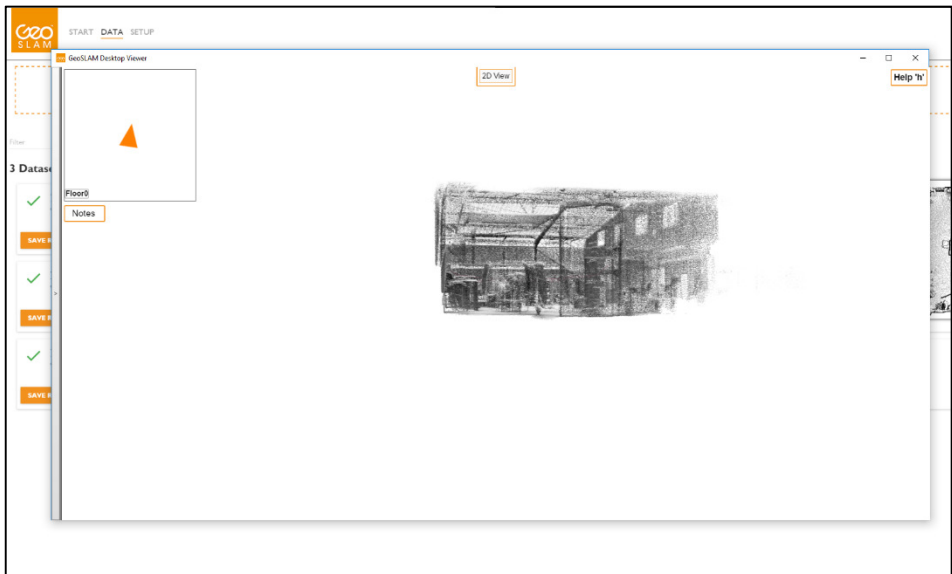 Geo
SLAM
START DATA SETUP
GeoSLAM Desktop Viewer
2D View
Help 'h'
Filter
3 Datase
Floor0
Notes
SAVE R
SAVE R
SAVE R